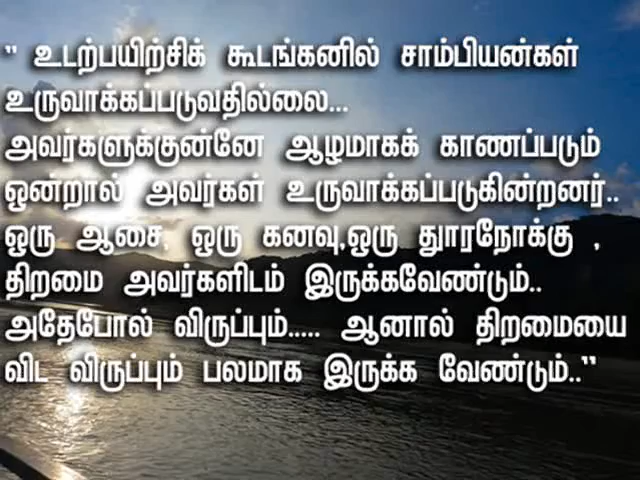 " உடற்பயிற்சிக் கூடங்கனில் சாம்பியன்கள்
உருவாக்கப்படுவதில்லை...
அவர்களுக்குன்னே ஆழமாகக் காணப்படும்
ஒன்றால் அவர்கள் உருவாக்கப்படுகின்றனர்..
ஒரு ஆசை, ஒரு கனவு,ஒரு தூரநோக்கு ,
திறமை அவர்களிடம் இருக்கவேண்டும்..
அதேபோல் விருப்பும்..... ஆனால் திறமையை
விட விருப்பும் பலமாக இருக்க வேண்டும்.."